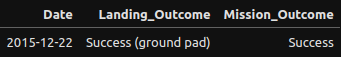 Date Landing_Outcome Mission_Outcome
2015-12-22 Success (ground pad) Success